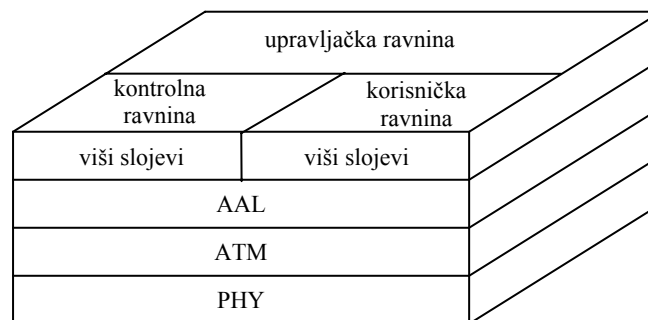 upravljačka ravnina
kontrolna
ravnina
korisnička
ravnina
viši slojevi
viši slojevi
AAL
ATM
PHY